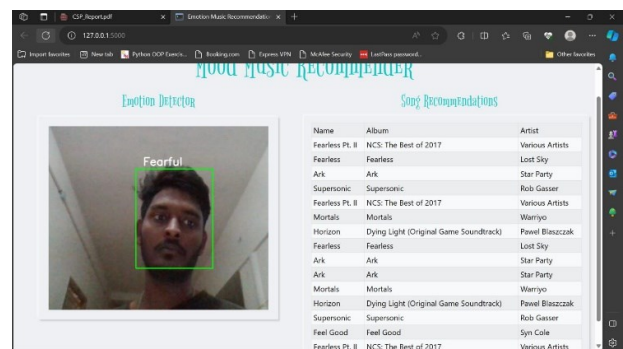 CSP_Report.pdf
Emotion Music Recommendatio
127.0.0.1:5000
Import favorites
New tab
Python OOP Exercis...
Booking.com
Express VPN
McAfee Security
LastPass password...
Other favorites
Mood Music Recommender
Emotion Detector
Song Recommendations
Fearful
Name Album Artist
Fearless Pt. II NCS: The Best of 2017 Various Artists
Fearless Fearless Lost Sky
Ark Ark Star Party
Supersonic Supersonic Rob Gasser
Fearless Pt. II NCS: The Best of 2017 Various Artists
Mortals Mortals Warriyo
Horizon Dying Light (Original Game Soundtrack) Pawel Blaszczak
Fearless Fearless Lost Sky
Ark Ark Star Party
Ark Ark Star Party
Mortals Mortals Warriyo
Horizon Dying Light (Original Game Soundtrack) Pawel Blaszczak
Supersonic Supersonic Rob Gasser
Feel Good Feel Good Syn Cole
Fearless Pt. II NCS: The Best of 2017 Various Artists